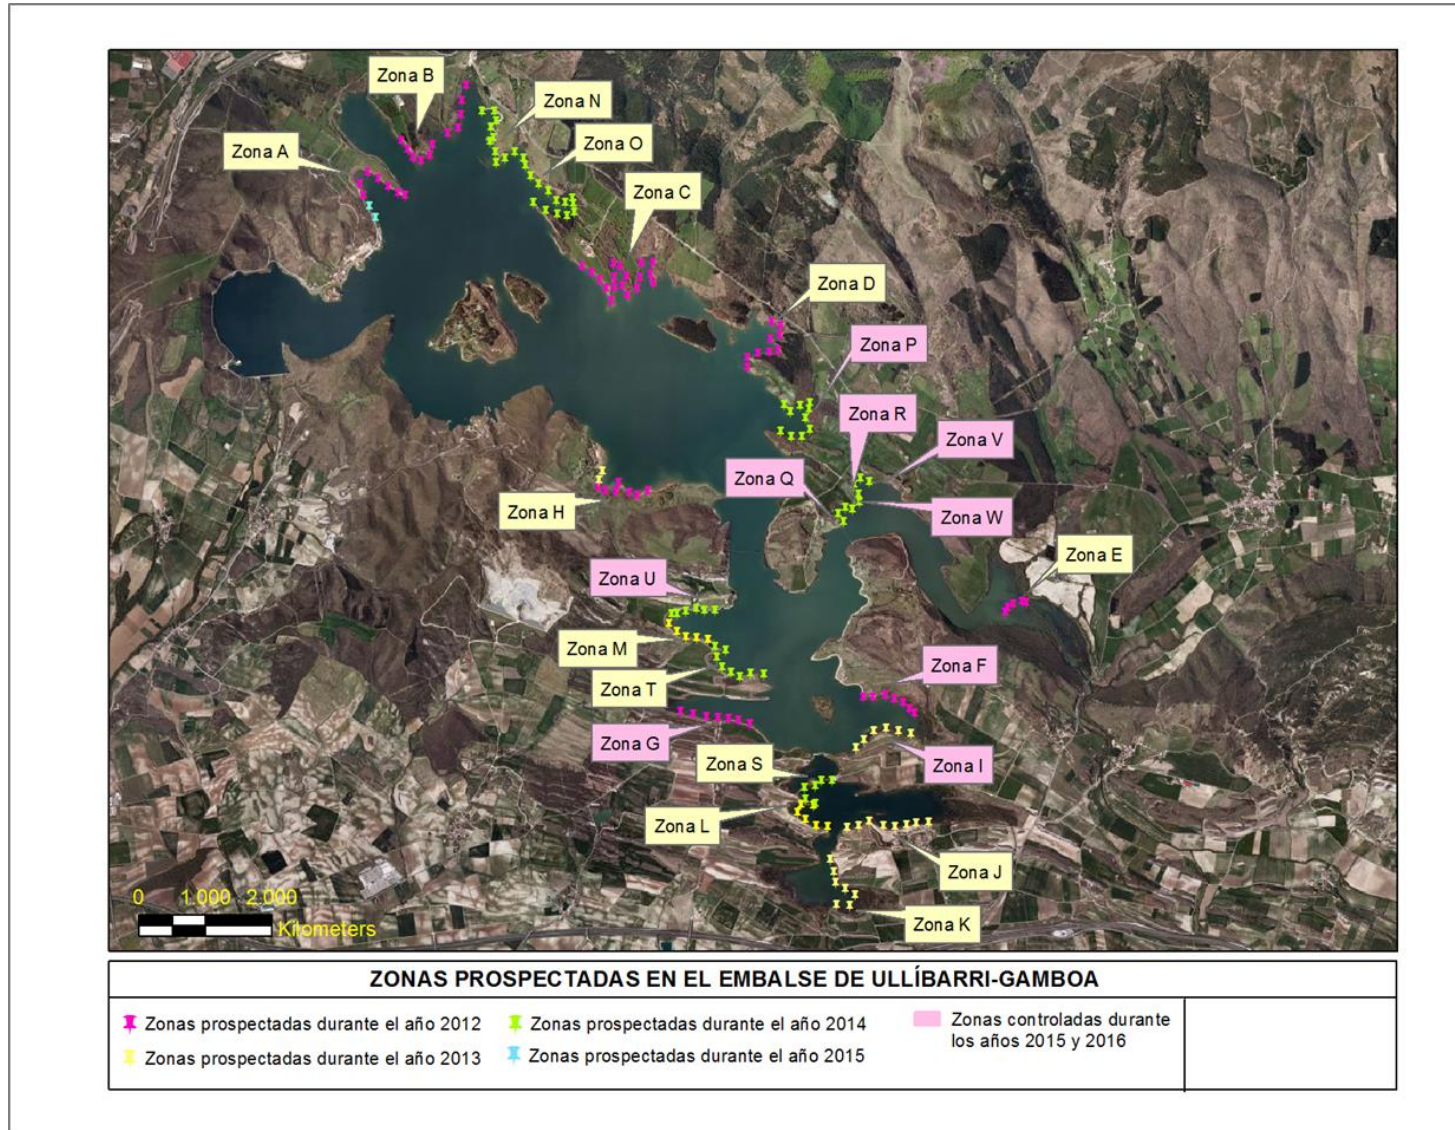 Zona B
Zona N
Zona A
Zona O
Zona C
Zona D
Zona P
Zona R
Zona V
Zona Q
Zona H
Zona W
Zona E
Zona U
Zona M
Zona F
Zona T
Zona G
Zona S
Zona I
Zona L
Zona J
Zona K
0 1.000 2.000
Kilometers
ZONAS PROSPECTADAS EN EL EMBALSE DE ULLÍBARRI-GAMBOA
Zonas prospectadas durante el año 2012
Zonas prospectadas durante el año 2013
Zonas prospectadas durante el año 2014
Zonas prospectadas durante el año 2015
Zonas controladas durante
los años 2015 y 2016